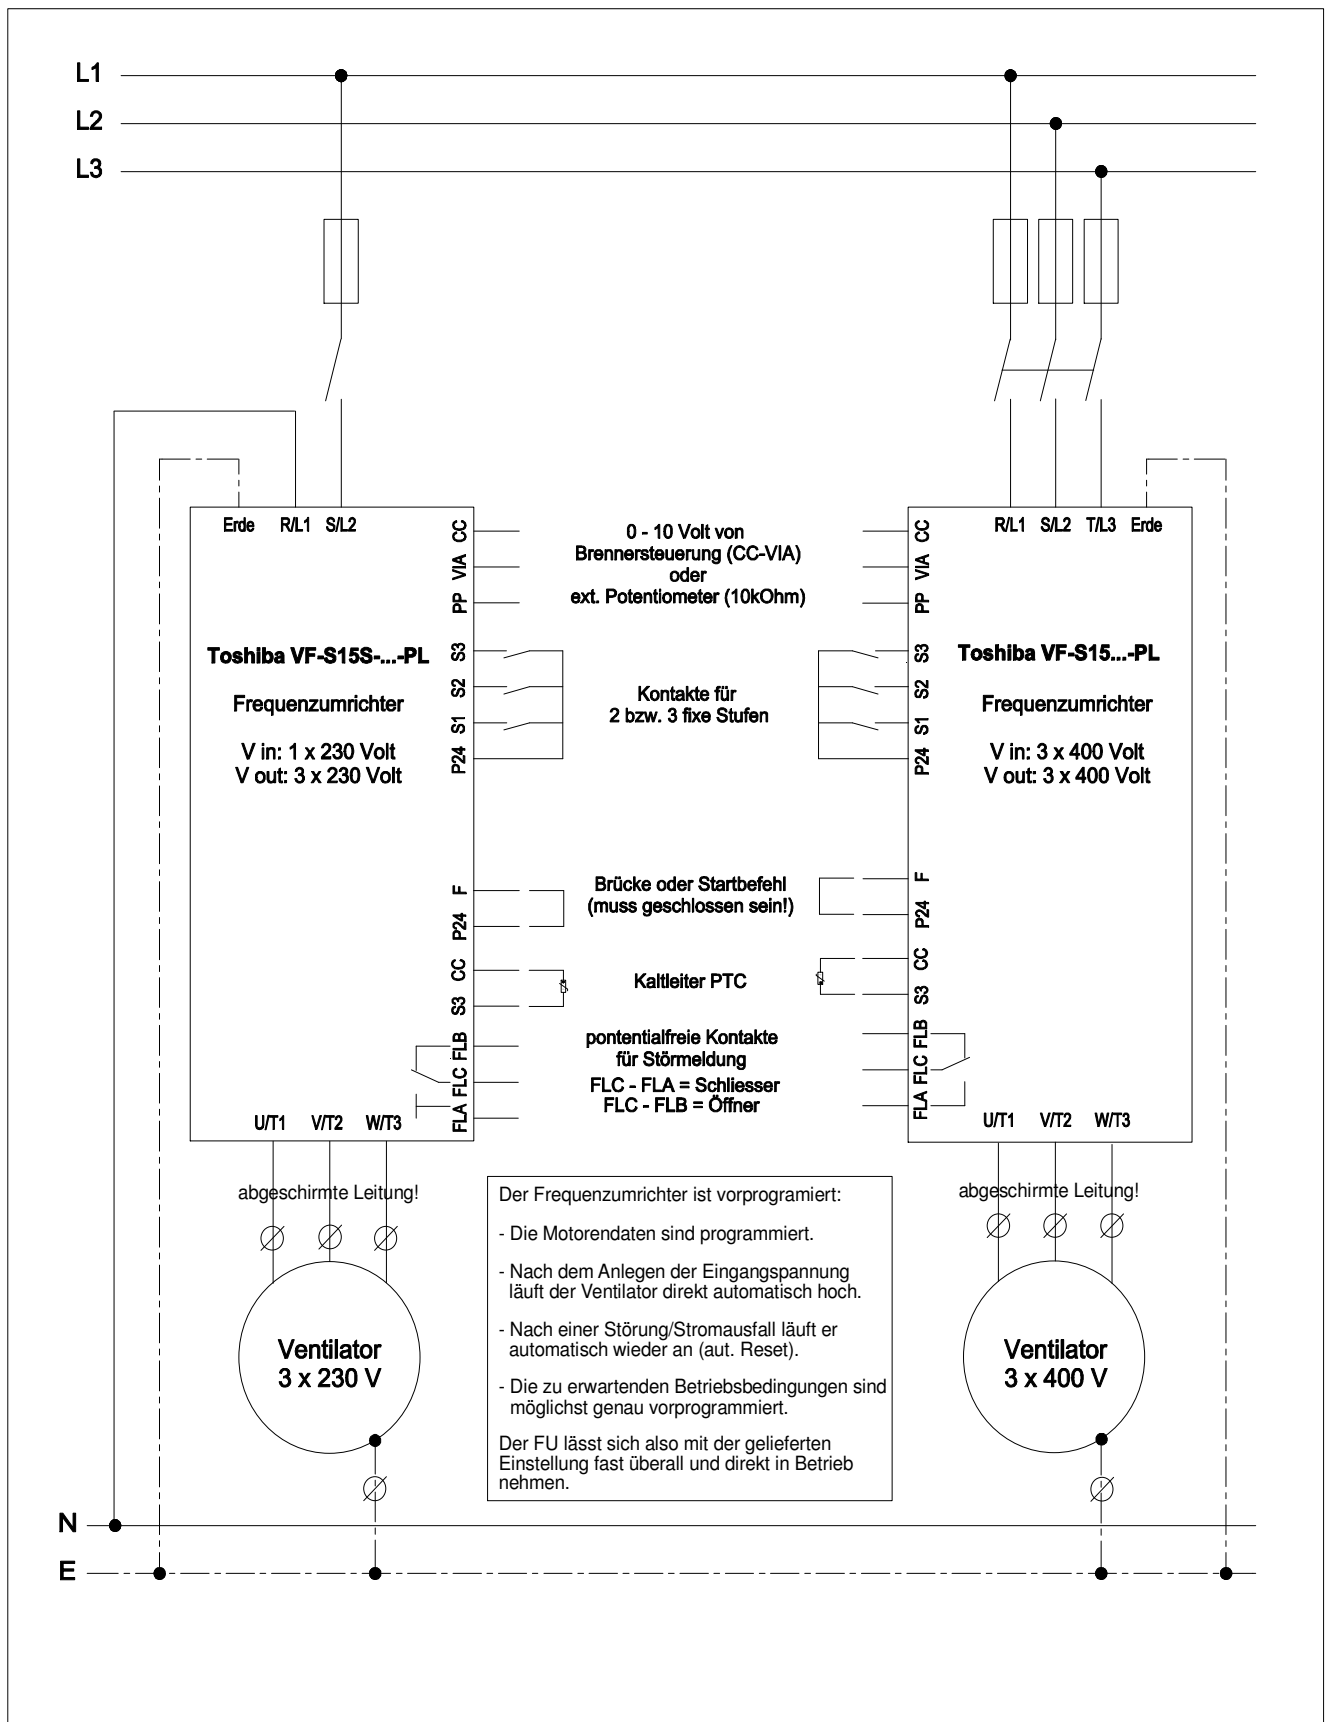 L1
L2
L3
Erde R/L1 S/L2
CC
VIA
PP
S3
S2
S1
P24
F
P24
CC
S3
FLB
FLC
FLA
Toshiba VF-S15S-...-PL
Frequenzumrichter
V in: 1 x 230 Volt
V out: 3 x 230 Volt
U/T1 V/T2 W/T3
abgeschirmte Leitung!
Ventilator
3 x 230 V
0 - 10 Volt von
Brennersteuerung (CC-VIA)
oder
ext. Potentiometer (10kOhm)
Kontakte für
2 bzw. 3 fixe Stufen
Brücke oder Startbefehl
(muss geschlossen sein!)
Kaltleiter PTC
pontentialfreie Kontakte
für Störmeldung
FLC - FLA = Schliesser
FLC - FLB = Öffner
Der Frequenzumrichter ist vorprogramiert:
- Die Motorendaten sind programmiert.
- Nach dem Anlegen der Eingangspannung
läuft der Ventilator direkt automatisch hoch.
- Nach einer Störung/Stromausfall läuft er
automatisch wieder an (aut. Reset).
- Die zu erwartenden Betriebsbedingungen sind
möglichst genau vorprogrammiert.
Der FU lässt sich also mit der gelieferten
Einstellung fast überall und direkt in Betrieb
nehmen.
R/L1 S/L2 T/L3 Erde
CC
VIA
PP
S3
S2
S1
P24
F
P24
CC
S3
FLB
FLC
FLA
Toshiba VF-S15...-PL
Frequenzumrichter
V in: 3 x 400 Volt
V out: 3 x 400 Volt
U/T1 V/T2 W/T3
abgeschirmte Leitung!
Ventilator
3 x 400 V
N
E